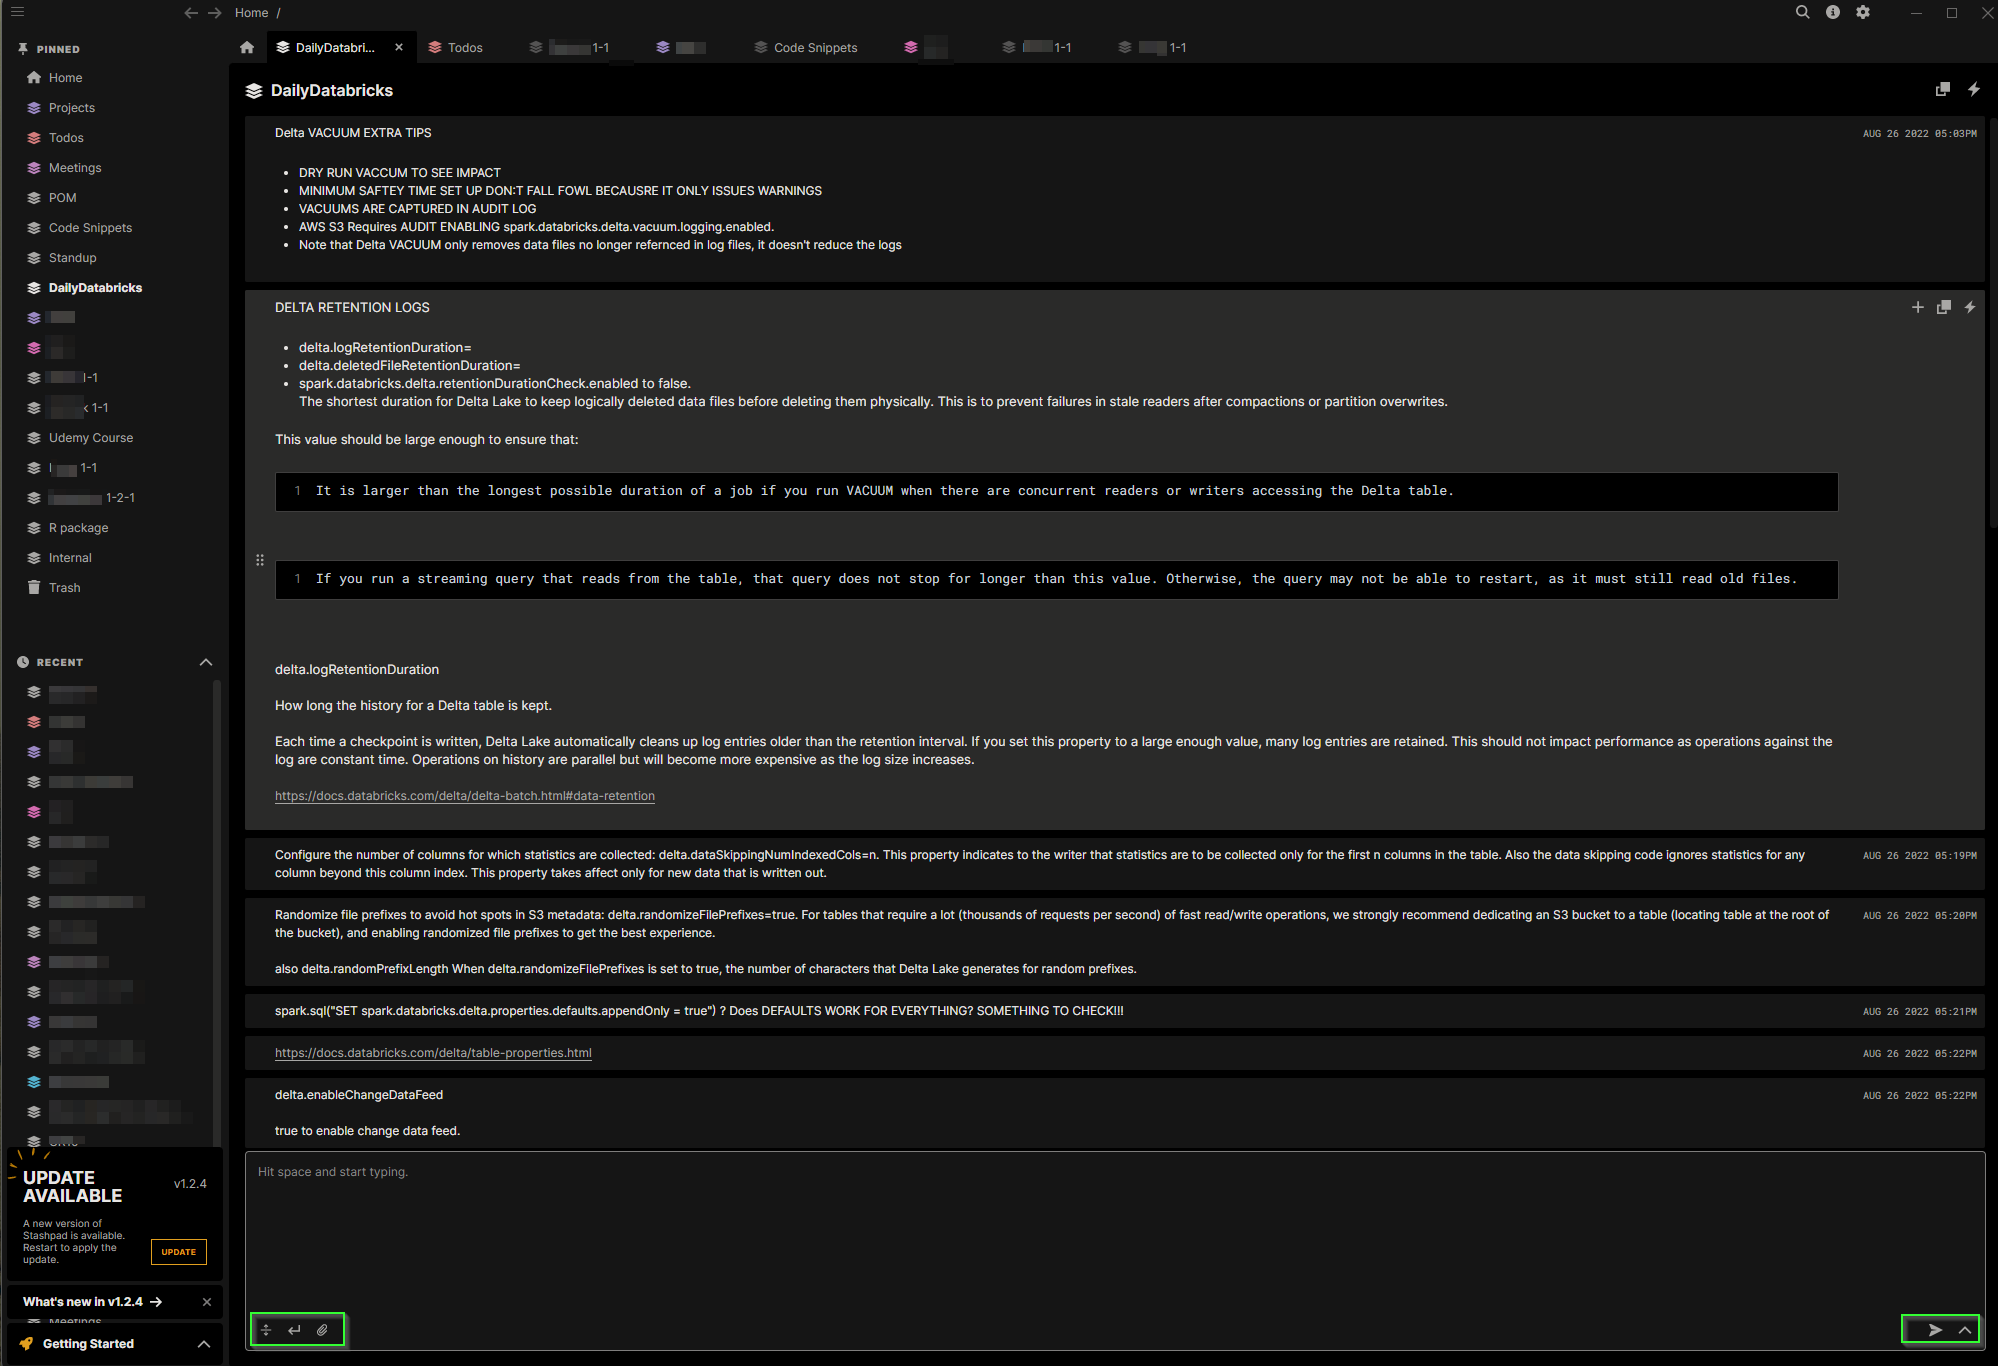 Home /
PINNED
Home
Projects
Todos
Meetings
POM
Code Snippets
Standup
DailyDatabricks
1-1
1-1
Udemy Course
1-1
1-2-1
R package
Internal
Trash
RECENT
UPDATE AVAILABLE
v1.2.4
A new version of
Stashpad is available.
Restart to apply the
update.
UPDATE
What's new in v1.2.4 →
Meetings
Getting Started
DailyDatabri...
Todos
1-1
Code Snippets
1-1
1-1
DailyDatabricks
Delta VACUUM EXTRA TIPS
AUG 26 2022 05:03PM
• DRY RUN VACCUM TO SEE IMPACT
• MINIMUM SAFTEY TIME SET UP DON:T FALL FOWL BECAUSRE IT ONLY ISSUES WARNINGS
• VACUUMS ARE CAPTURED IN AUDIT LOG
• AWS S3 Requires AUDIT ENABLING spark.databricks.delta.vacuum.logging.enabled.
• Note that Delta VACUUM only removes data files no longer refernced in log files, it doesn't reduce the logs
DELTA RETENTION LOGS
• delta.logRetentionDuration=
• delta.deletedFileRetentionDuration=
• spark.databricks.delta.retentionDurationCheck.enabled to false.
The shortest duration for Delta Lake to keep logically deleted data files before deleting them physically. This is to prevent failures in stale readers after compactions or partition overwrites.
This value should be large enough to ensure that:
1 It is larger than the longest possible duration of a job if you run VACUUM when there are concurrent readers or writers accessing the Delta table.
1 If you run a streaming query that reads from the table, that query does not stop for longer than this value. Otherwise, the query may not be able to restart, as it must still read old files.
delta.logRetentionDuration
How long the history for a Delta table is kept.
Each time a checkpoint is written, Delta Lake automatically cleans up log entries older than the retention interval. If you set this property to a large enough value, many log entries are retained. This should not impact performance as operations against the
log are constant time. Operations on history are parallel but will become more expensive as the log size increases.
https://docs.databricks.com/delta/delta-batch.html#data-retention
Configure the number of columns for which statistics are collected: delta.dataSkippingNumIndexedCols=n. This property indicates to the writer that statistics are to be collected only for the first n columns in the table. Also the data skipping code ignores statistics for any
column beyond this column index. This property takes affect only for new data that is written out.
AUG 26 2022 05:19PM
Randomize file prefixes to avoid hot spots in S3 metadata: delta.randomizeFilePrefixes=true. For tables that require a lot (thousands of requests per second) of fast read/write operations, we strongly recommend dedicating an S3 bucket to a table (locating table at the root of
the bucket), and enabling randomized file prefixes to get the best experience.
AUG 26 2022 05:20PM
also delta.randomPrefixLength When delta.randomizeFilePrefixes is set to true, the number of characters that Delta Lake generates for random prefixes.
spark.sql("SET spark.databricks.delta.properties.defaults.appendOnly = true") ? Does DEFAULTS WORK FOR EVERYTHING? SOMETHING TO CHECK!!!
AUG 26 2022 05:21PM
https://docs.databricks.com/delta/table-properties.html
AUG 26 2022 05:22PM
delta.enableChangeDataFeed
AUG 26 2022 05:22PM
true to enable change data feed.
Hit space and start typing.